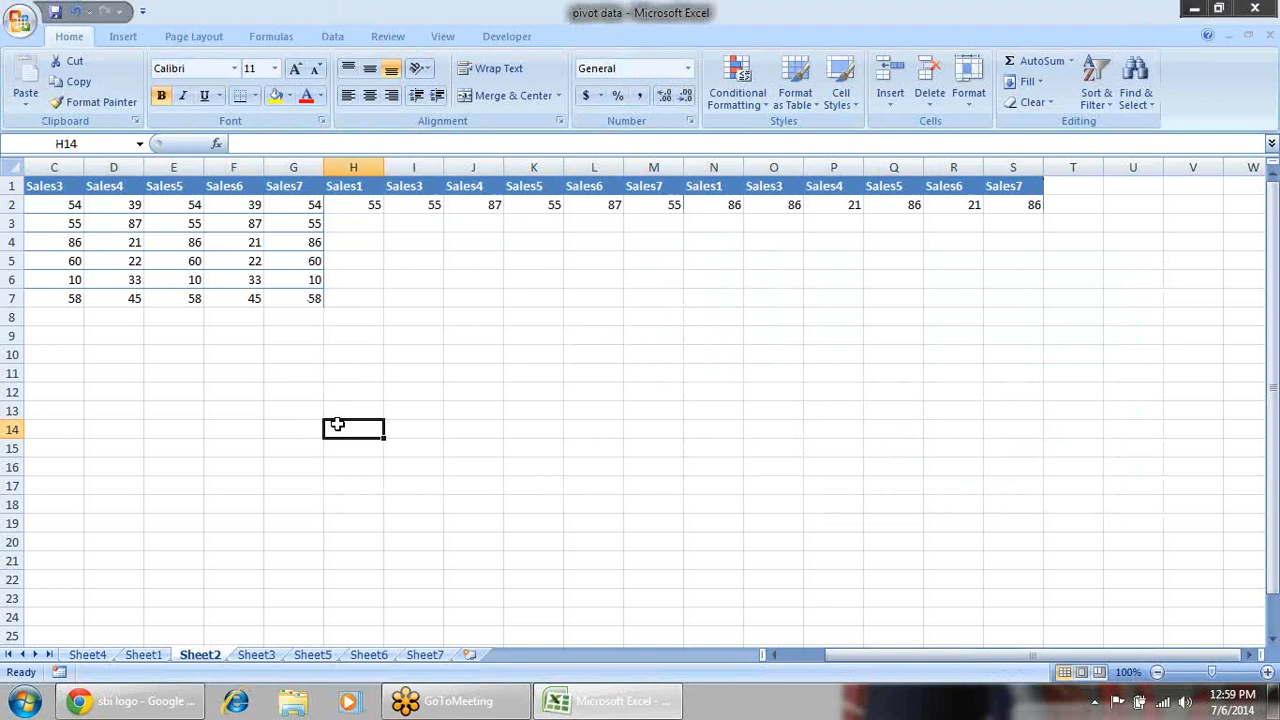 pivot data - Microsoft Excel
Home Insert Page Layout Formulas Data Review View Developer
Paste Cut Copy Format Painter Clipboard
Calibri 11 Font
Wrap Text Merge & Center Alignment
General Number
Conditional Formatting Format as Table Cell Styles Styles
Insert Delete Format Cells
AutoSum Fill Clear Sort & Filter Find & Select Editing
H14 fx
C D E F G H I J K L M N O P Q R S T U V W
1 Sales3 Sales4 Sales5 Sales6 Sales7 Sales1 Sales3 Sales4 Sales5 Sales6 Sales7 Sales1 Sales3 Sales4 Sales5 Sales6 Sales7
2 54 39 54 39 54 55 55 87 55 87 55 86 86 21 86 21 86
3 55 87 55 87 55
4 86 21 86 21 86
5 60 22 60 22 60
6 10 33 10 33 10
7 58 45 58 45 58
8
9
10
11
12
13
14
15
16
17
18
19
20
21
22
23
24
25
Sheet4 Sheet1 Sheet2 Sheet3 Sheet5 Sheet6 Sheet7
Ready 100%
sbi logo - Google ... GoToMeeting Microsoft Excel - ... 12:59 PM
7/6/2014